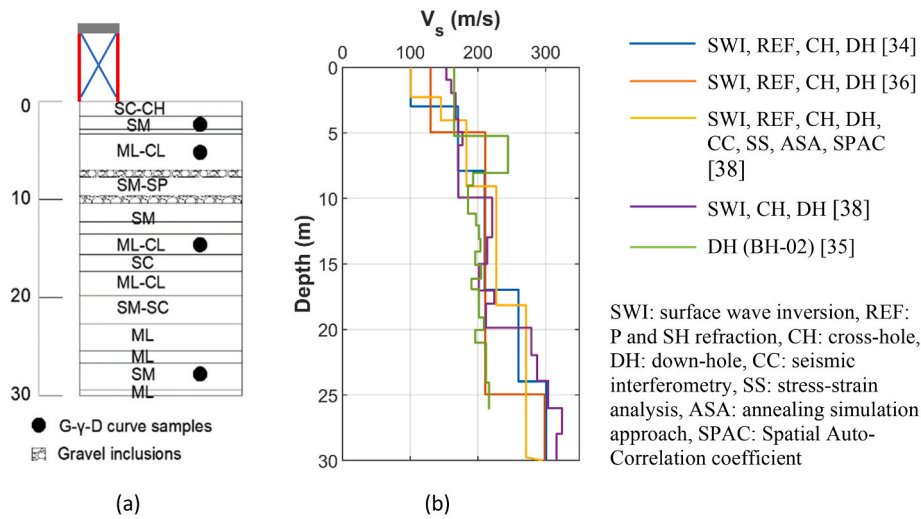 0
10
20
30
SC-CH
SM
ML-CL
SM-SP
SM
ML-CL
SC
ML-CL
SM-SC
ML
ML
SM
ML
G-γ-D curve samples
Gravel inclusions
(a)
V_s (m/s)
0 100 200 300
Depth (m)
0
5
10
15
20
25
30
(b)
SWI, REF, CH, DH [34]
SWI, REF, CH, DH [36]
SWI, REF, CH, DH,
CC, SS, ASA, SPAC
[38]
SWI, CH, DH [38]
DH (BH-02) [35]
SWI: surface wave inversion, REF:
P and SH refraction, CH: cross-hole,
DH: down-hole, CC: seismic
interferometry, SS: stress-strain
analysis, ASA: annealing simulation
approach, SPAC: Spatial Auto-
Correlation coefficient